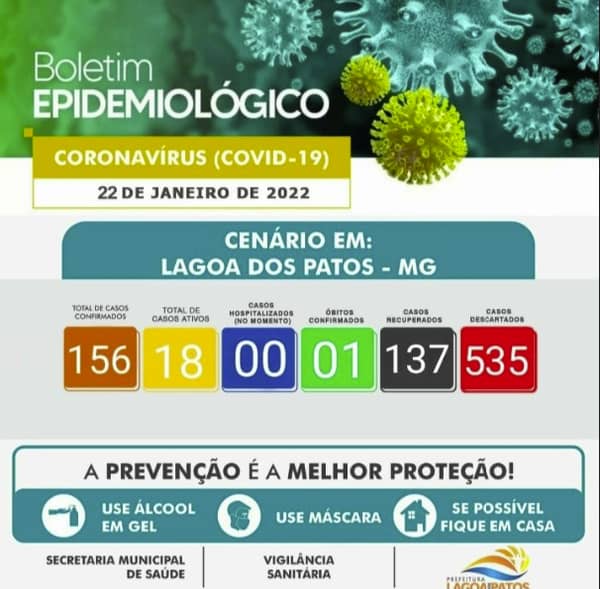 Boletim
EPIDEMIOLÓGICO
CORONAVÍRUS (COVID-19)
22 DE JANEIRO DE 2022
CENÁRIO EM:
LAGOA DOS PATOS - MG
TOTAL DE CASOS
CONFIRMADOS
156
TOTAL DE
CASOS ATIVOS
18
CASOS
HOSPITALIZADOS
(NO MOMENTO)
00
ÓBITOS
CONFIRMADOS
01
CASOS
RECUPERADOS
137
CASOS
DESCARTADOS
535
A PREVENÇÃO É A MELHOR PROTEÇÃO!
USE ÁLCOOL
EM GEL
USE MÁSCARA
SE POSSÍVEL
FIQUE EM CASA
SECRETARIA MUNICIPAL
DE SAÚDE
VIGILÂNCIA
SANITÁRIA
PREFEITURA
LAGOA PATOS